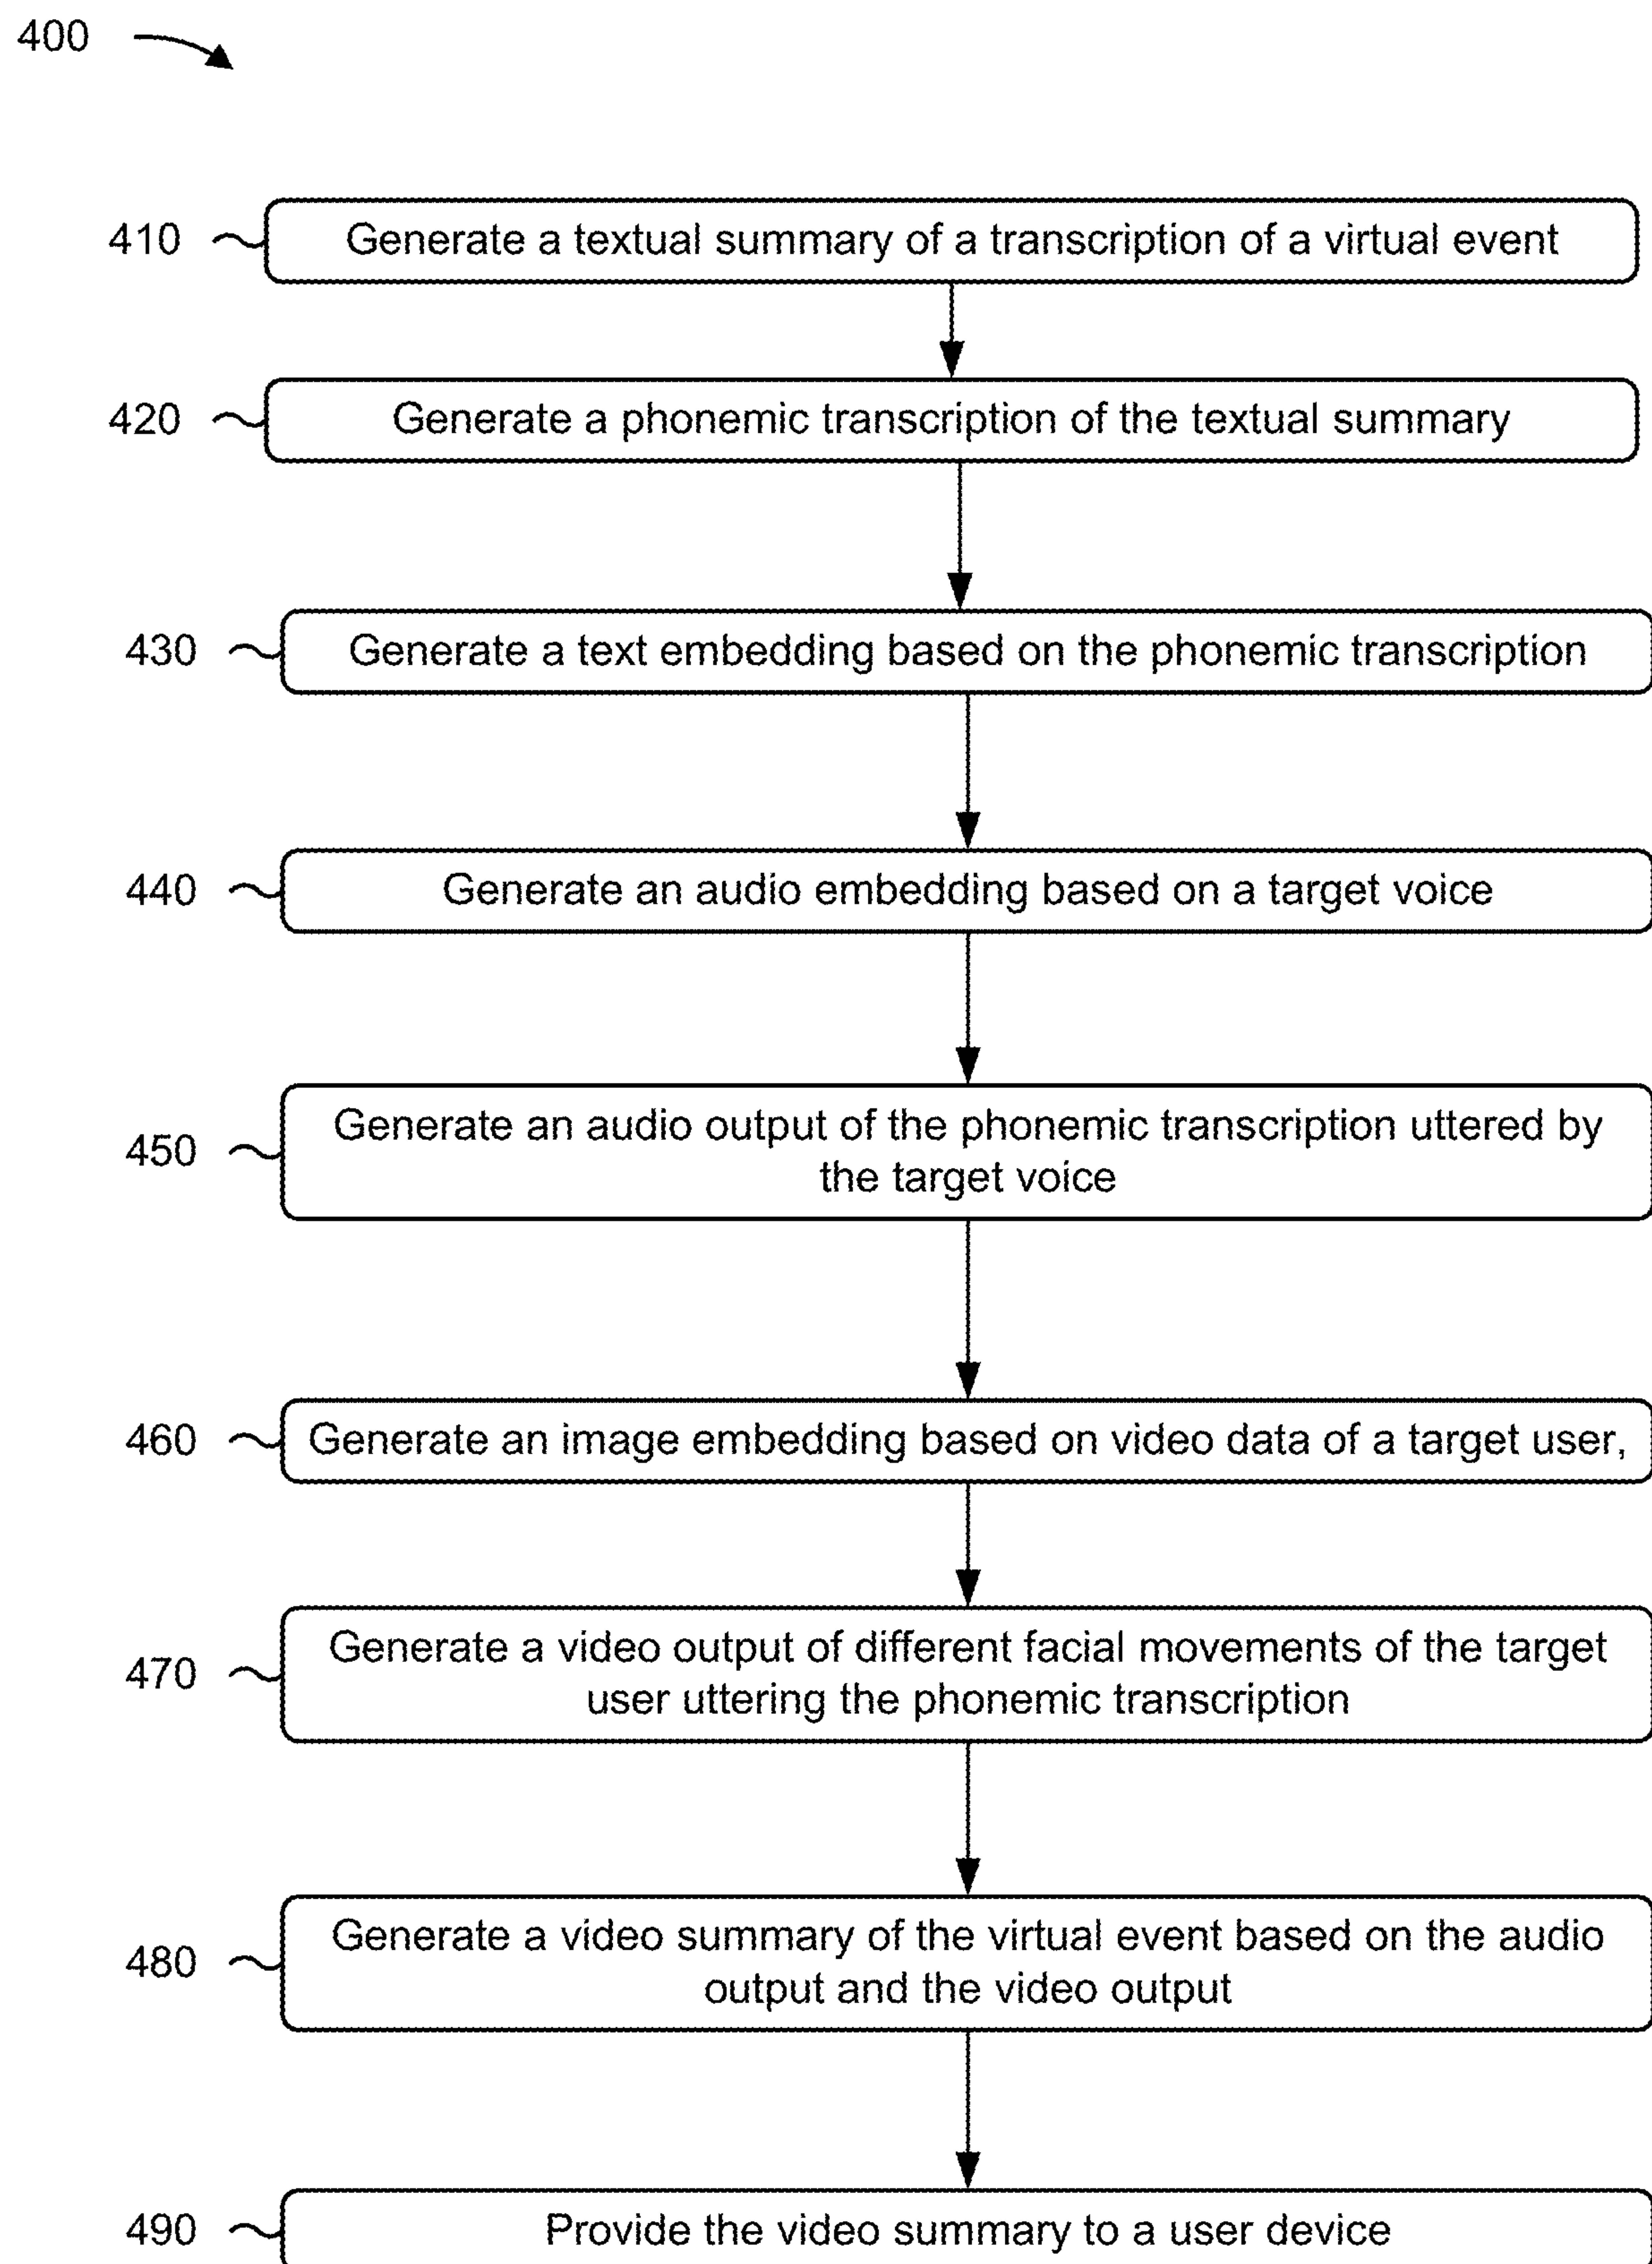 400
410 Generate a textual summary of a transcription of a virtual event
420 Generate a phonemic transcription of the textual summary
430 Generate a text embedding based on the phonemic transcription
440 Generate an audio embedding based on a target voice
450 Generate an audio output of the phonemic transcription uttered by
the target voice
460 Generate an image embedding based on video data of a target user,
470 Generate a video output of different facial movements of the target
user uttering the phonemic transcription
480 Generate a video summary of the virtual event based on the audio
output and the video output
490 Provide the video summary to a user device